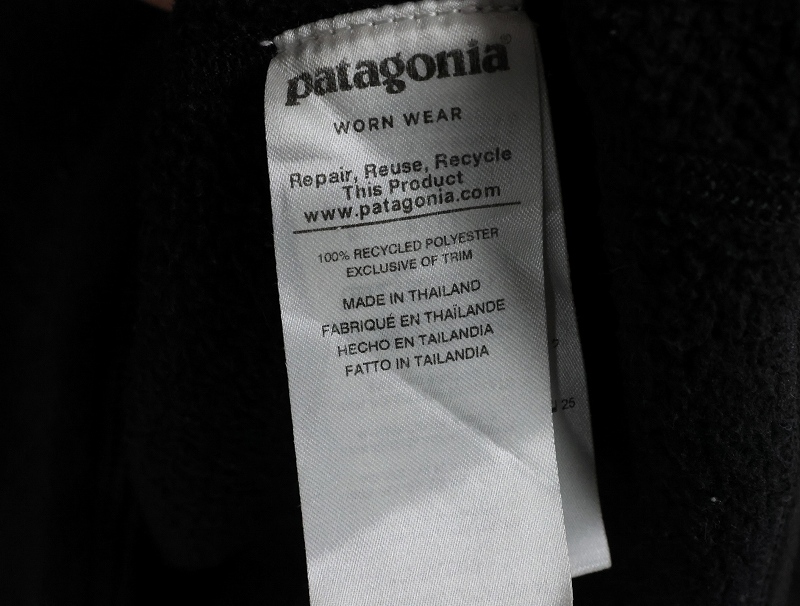 patagonia®
WORN WEAR
Repair, Reuse, Recycle
This Product
www.patagonia.com
100% RECYCLED POLYESTER
EXCLUSIVE OF TRIM
MADE IN THAILAND
FABRIQUÉ EN THAÏLANDE
HECHO EN TAILANDIA
FATTO IN TAILANDIA
25